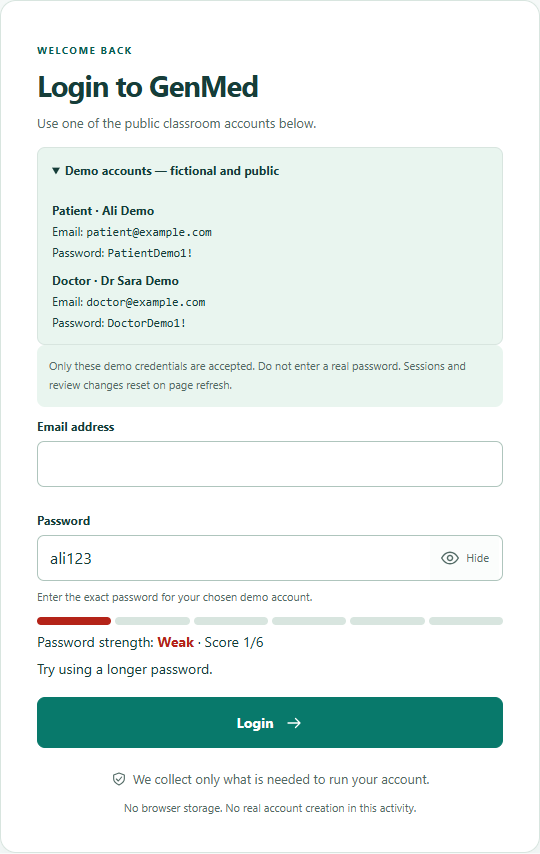 WELCOME BACK
Login to GenMed
Use one of the public classroom accounts below.
▼ Demo accounts — fictional and public
Patient · Ali Demo
Email: patient@example.com
Password: PatientDemo1!
Doctor · Dr Sara Demo
Email: doctor@example.com
Password: DoctorDemo1!
Only these demo credentials are accepted. Do not enter a real password. Sessions and
review changes reset on page refresh.
Email address
Password
ali123
Hide
Enter the exact password for your chosen demo account.
Password strength: Weak · Score 1/6
Try using a longer password.
Login →
We collect only what is needed to run your account.
No browser storage. No real account creation in this activity.